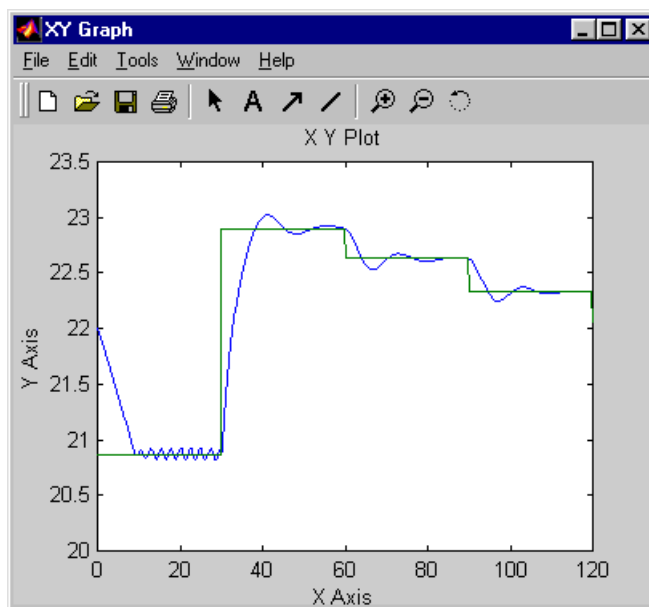 XY Graph
File Edit Tools Window Help
A
X Y Plot
23.5
23
22.5
22
21.5
21
20.5
20
Y Axis
0 20 40 60 80 100 120
X Axis